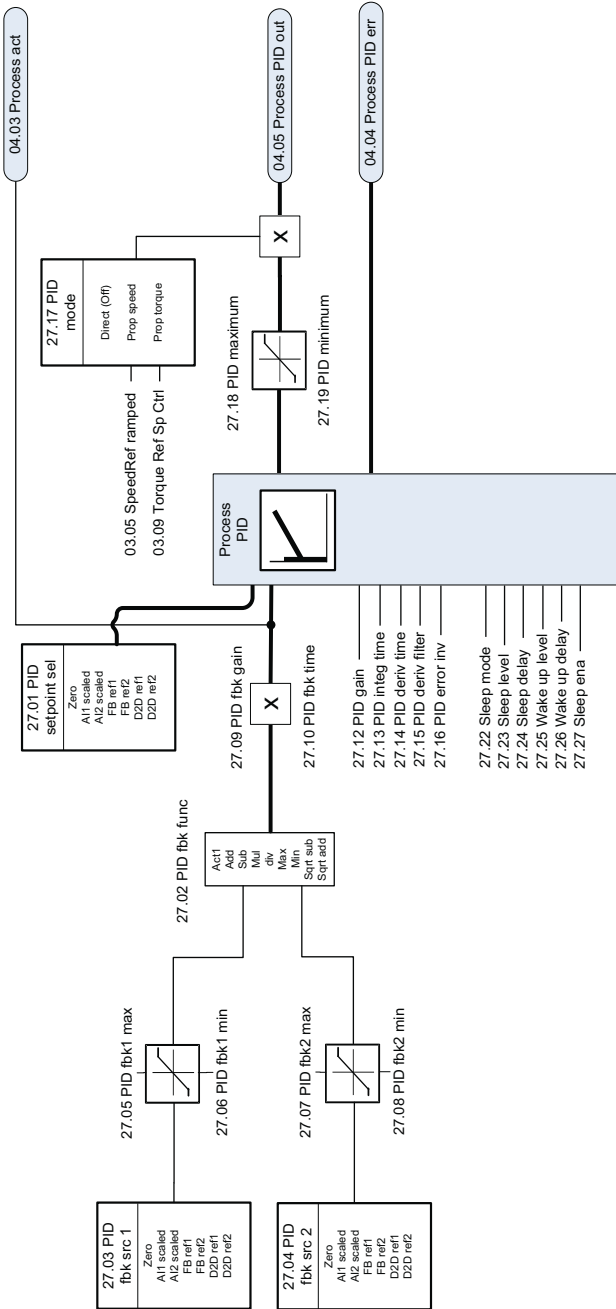 27.03 PID
fbk src 1
Zero
AI1 scaled
AI2 scaled
FB ref1
FB ref2
D2D ref1
D2D ref2
27.04 PID
fbk src 2
Zero
AI1 scaled
AI2 scaled
FB ref1
FB ref2
D2D ref1
D2D ref2
27.05 PID fbk1 max
27.06 PID fbk1 min
27.07 PID fbk2 max
27.08 PID fbk2 min
27.02 PID fbk func
Act1
Add
Sub
Mul
div
Max
Min
Sqrt sub
Sqrt add
27.01 PID
setpoint sel
Zero
AI1 scaled
AI2 scaled
FB ref1
FB ref2
D2D ref1
D2D ref2
27.09 PID fbk gain
X
27.10 PID fbk time
27.12 PID gain
27.13 PID integ time
27.14 PID deriv time
27.15 PID deriv filter
27.16 PID error inv
27.22 Sleep mode
27.23 Sleep level
27.24 Sleep delay
27.25 Wake up level
27.26 Wake up delay
27.27 Sleep ena
Process
PID
03.05 SpeedRef ramped
03.09 Torque Ref Sp Ctrl
27.17 PID
mode
Direct (Off)
Prop speed
Prop torque
27.18 PID maximum
27.19 PID minimum
X
04.03 Process act
04.05 Process PID out
04.04 Process PID err